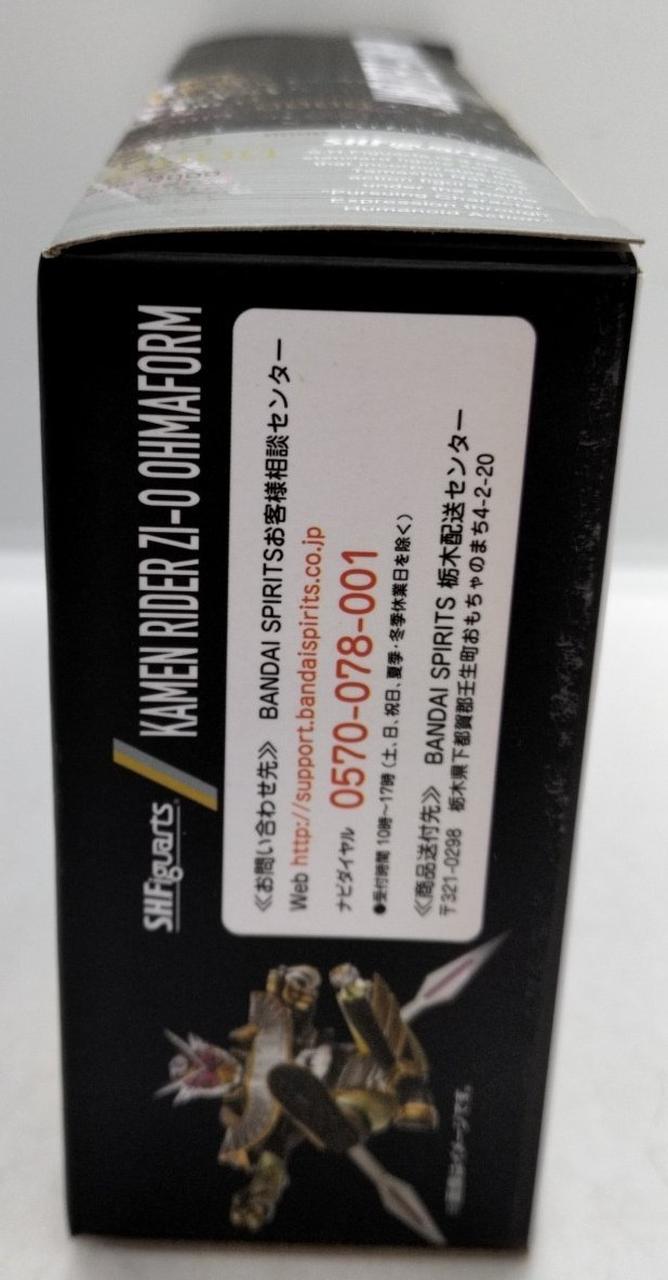 S.H.Figuarts
KAMEN RIDER ZI-O OHMAFORM
≪お問い合わせ先≫ BANDAI SPIRITSお客様相談センター
Web http://support.bandaispirits.co.jp
ナビダイヤル 0570-078-001
●受付時間 10時～17時 (土、日、祝日、夏季・冬季休業日を除く)
≪商品送付先≫ BANDAI SPIRITS 栃木配送センター
〒321-0298 栃木県下都賀郡壬生町おもちゃのまち4-2-20